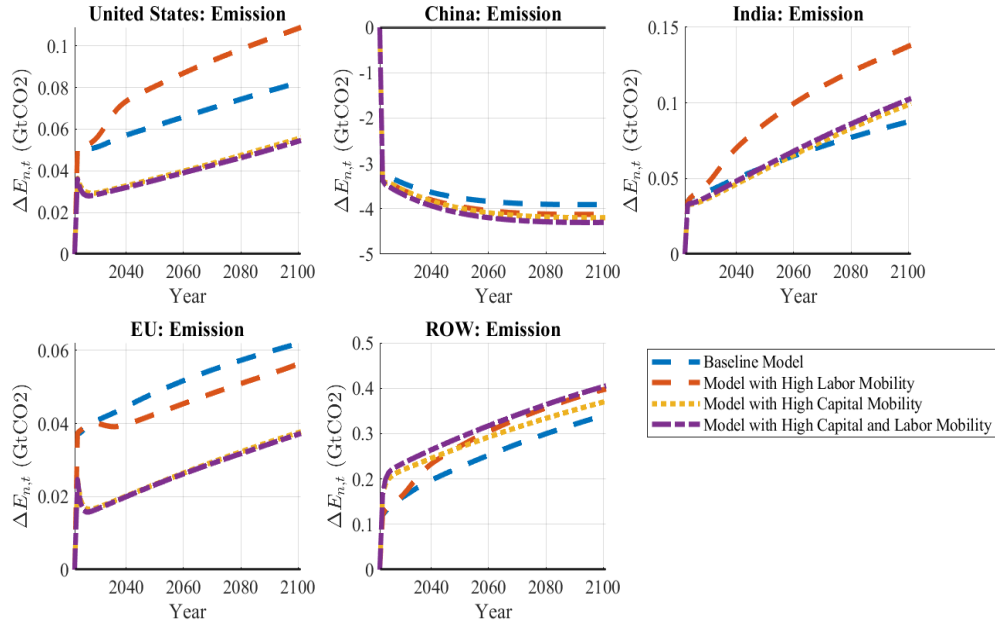 United States: Emission
0.1
0.08
0.06
0.04
0.02
0
ΔE_{n,t} (GtCO2)
2040 2060 2080 2100
Year
China: Emission
0
-1
-2
-3
-4
-5
ΔE_{n,t} (GtCO2)
2040 2060 2080 2100
Year
India: Emission
0.15
0.1
0.05
0
ΔE_{n,t} (GtCO2)
2040 2060 2080 2100
Year
EU: Emission
0.06
0.04
0.02
0
ΔE_{n,t} (GtCO2)
2040 2060 2080 2100
Year
ROW: Emission
0.5
0.4
0.3
0.2
0.1
0
ΔE_{n,t} (GtCO2)
2040 2060 2080 2100
Year
Baseline Model
Model with High Labor Mobility
Model with High Capital Mobility
Model with High Capital and Labor Mobility